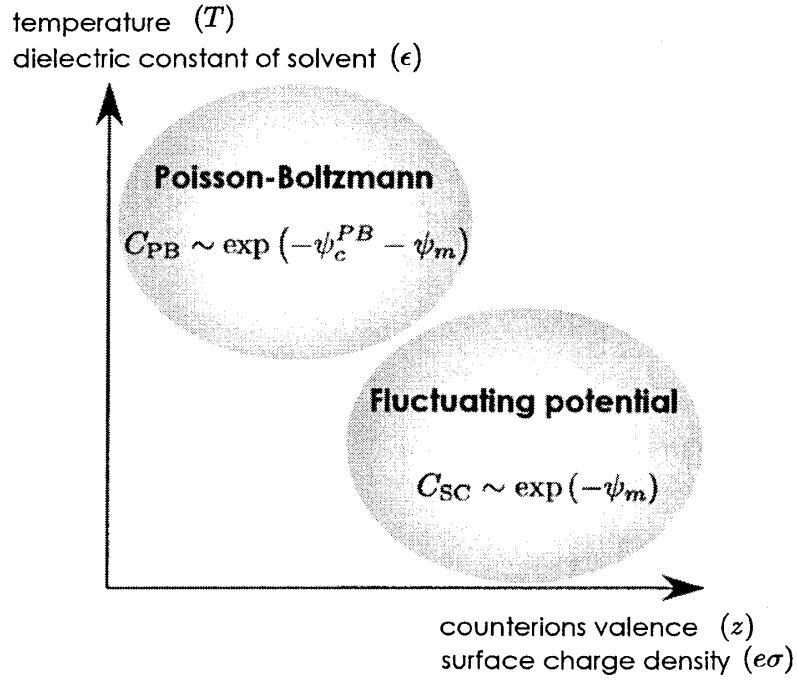 temperature (T)
dielectric constant of solvent (ϵ)
Poisson-Boltzmann
C_PB ∼ exp (−ψ_c^PB − ψ_m)
Fluctuating potential
C_SC ∼ exp (−ψ_m)
counterions valence (z)
surface charge density (eσ)